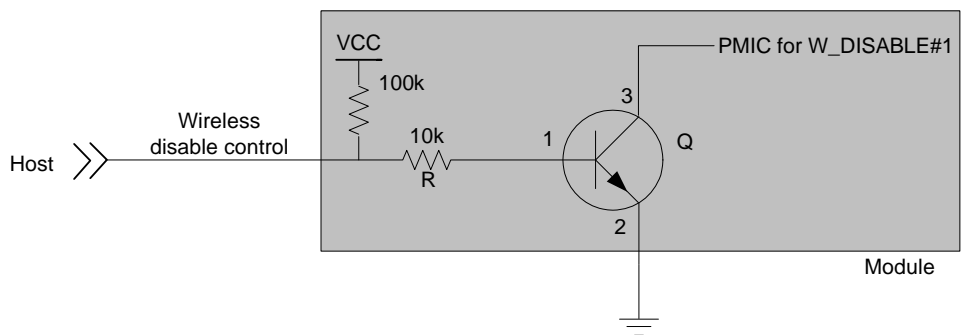 VCC
100k
PMIC for W_DISABLE#1
3
Wireless
disable control
10k
1
Q
Host
R
2
Module